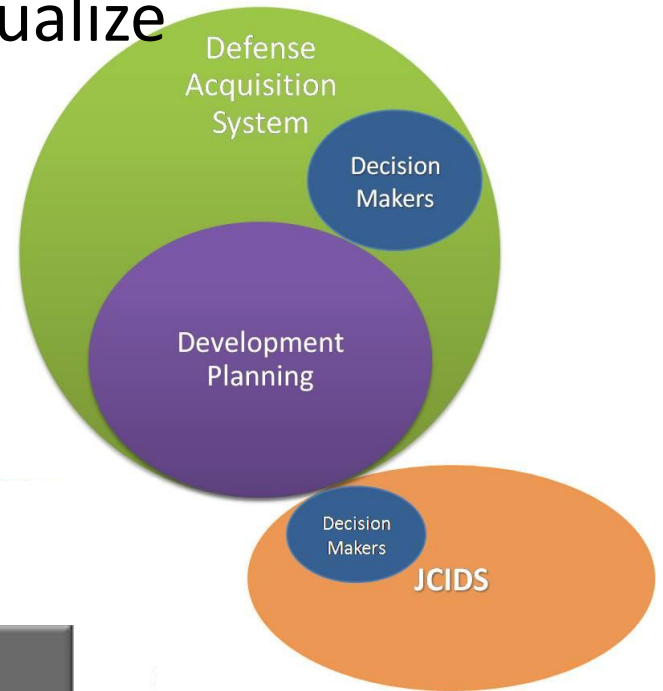 ualize
Defense
Acquisition
System
Decision
Makers
Development
Planning
Decision
Makers
JCIDS